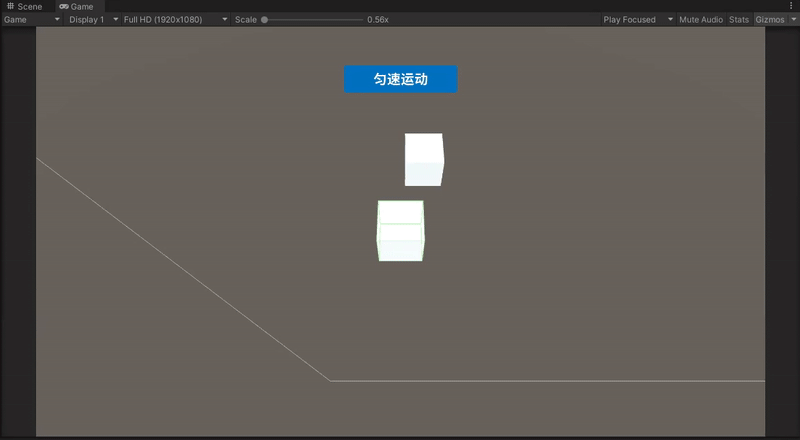 Scene Game
Game Display 1 Full HD (1920x1080) Scale 0.56x Play Focused Mute Audio Stats Gizmos
匀速运动